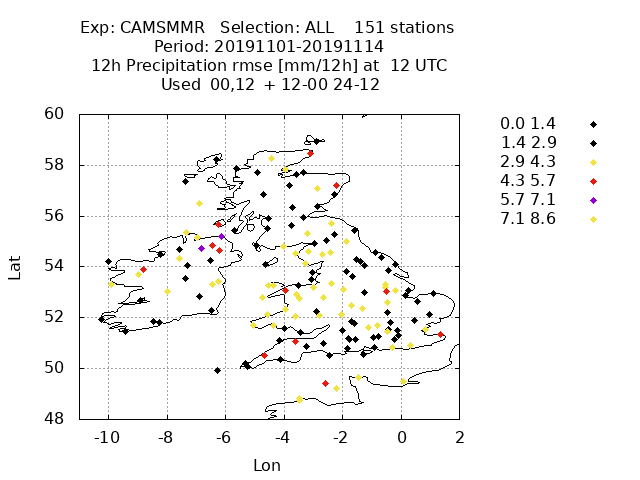 Exp: CAMSMMR Selection: ALL 151 stations
Period: 20191101-20191114
12h Precipitation rmse [mm/12h] at 12 UTC
Used 00,12 + 12-00 24-12
60
58
56
54
52
50
48
Lat
-10 -8 -6 -4 -2 0 2
Lon
0.0 1.4
1.4 2.9
2.9 4.3
4.3 5.7
5.7 7.1
7.1 8.6